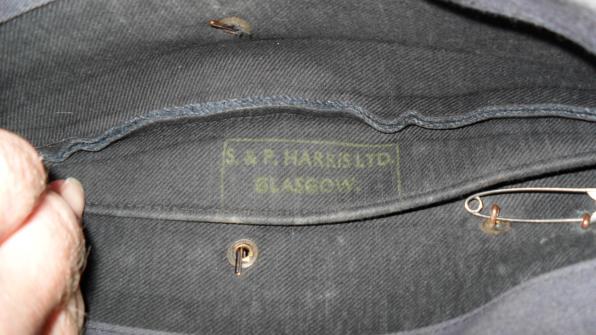 S. & P. HARRIS LTD.
GLASGOW.